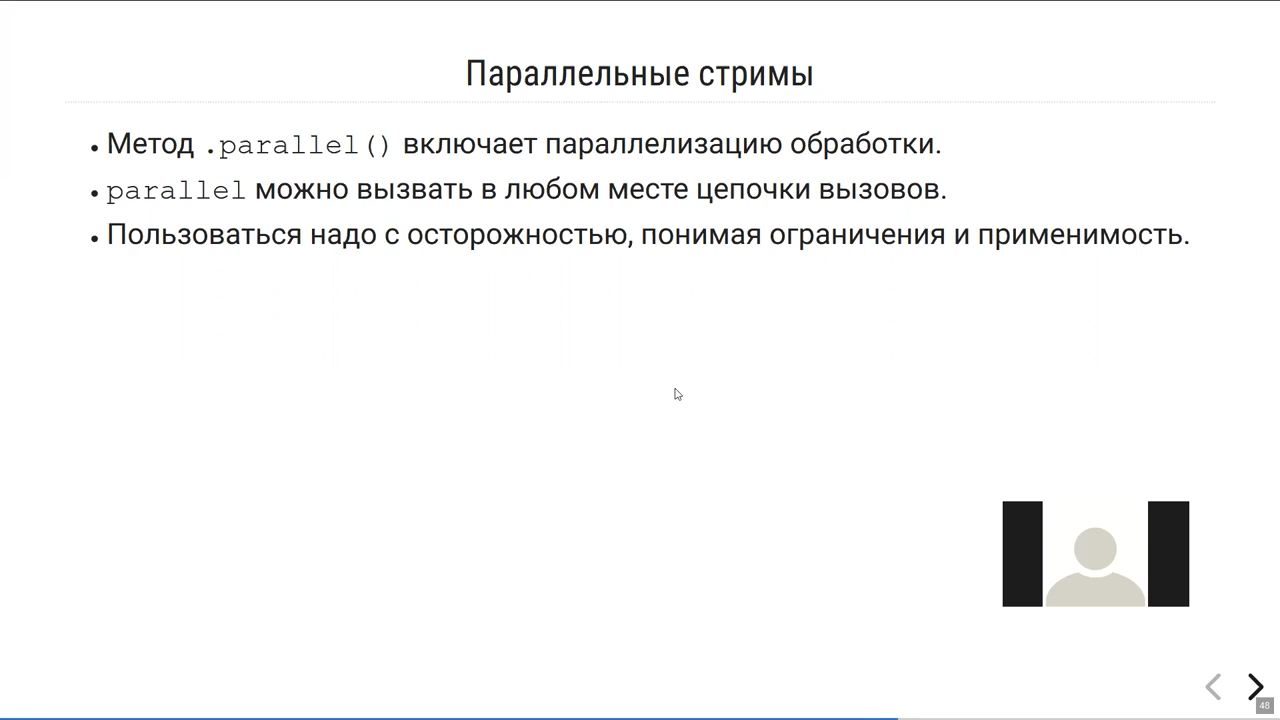 Параллельные стримы
• Метод .parallel() включает параллелизацию обработки.
• parallel можно вызвать в любом месте цепочки вызовов.
• Пользоваться надо с осторожностью, понимая ограничения и применимость.
48